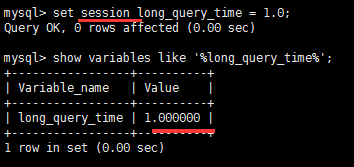 mysql> set session long_query_time = 1.0;
Query OK, 0 rows affected (0.00 sec)
mysql> show variables like '%long_query_time%';
+-----------------+----------+
| Variable_name   | Value    |
+-----------------+----------+
| long_query_time | 1.000000 |
+-----------------+----------+
1 row in set (0.00 sec)